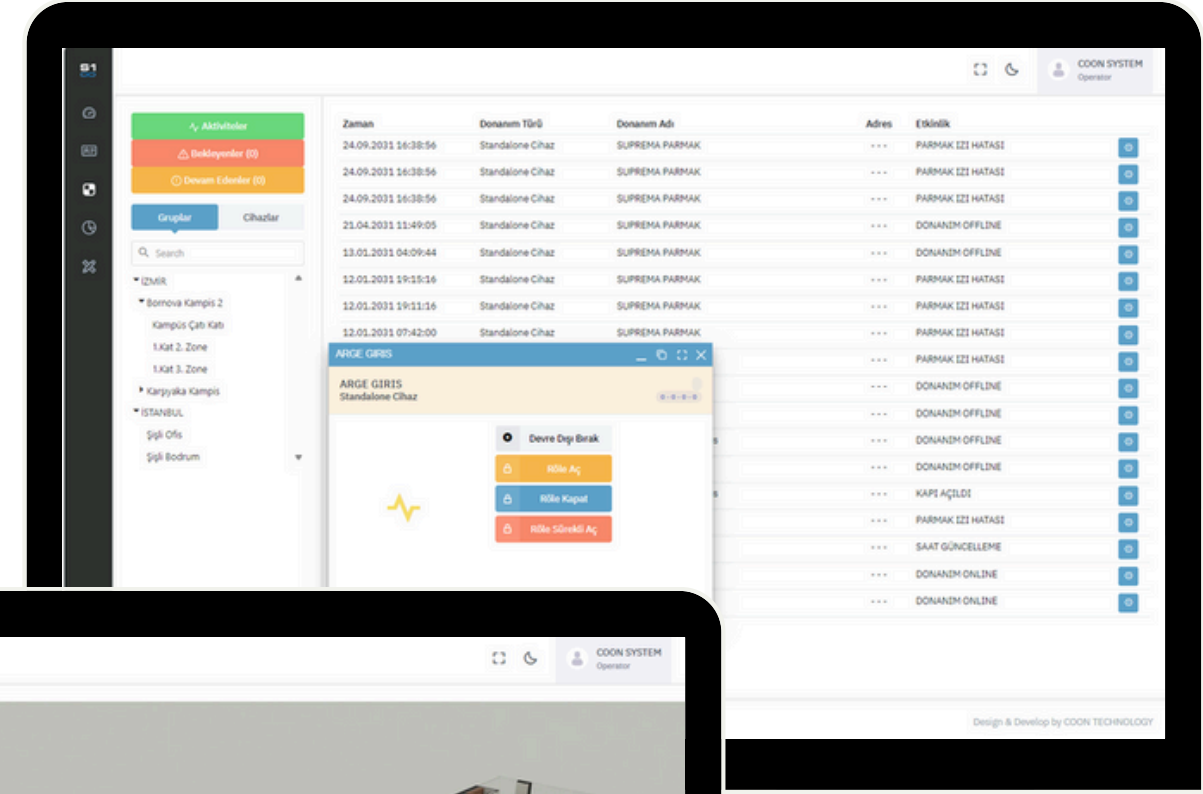 S1
GO
COON SYSTEM
Operator
Aktiviteler
Bekleyenler (0)
Devam Edenler (0)
Gruplar Cihazlar
Search
İZMİR
Bornova Kampis 2
Kampüs Çatı Katı
1.Kat 2. Zone
1.Kat 3. Zone
Karşıyaka Kampis
İSTANBUL
Şişli Ofis
Şişli Bodrum
Zaman Donanım Türü Donanım Adı Adres Etkinlik
24.09.2031 16:38:56 Standalone Cihaz SUPREMA PARMAK --- PARMAK IZI HATASI
24.09.2031 16:38:56 Standalone Cihaz SUPREMA PARMAK --- PARMAK IZI HATASI
24.09.2031 16:38:56 Standalone Cihaz SUPREMA PARMAK --- PARMAK IZI HATASI
21.04.2031 11:49:05 Standalone Cihaz SUPREMA PARMAK --- DONANIM OFFLINE
13.01.2031 04:09:44 Standalone Cihaz SUPREMA PARMAK --- DONANIM OFFLINE
12.01.2031 19:15:16 Standalone Cihaz SUPREMA PARMAK --- PARMAK IZI HATASI
12.01.2031 19:11:16 Standalone Cihaz SUPREMA PARMAK --- PARMAK IZI HATASI
12.01.2031 07:42:00 Standalone Cihaz SUPREMA PARMAK --- PARMAK IZI HATASI
--- PARMAK IZI HATASI
--- DONANIM OFFLINE
--- DONANIM OFFLINE
s --- DONANIM OFFLINE
--- DONANIM OFFLINE
s --- KAPI AÇILDI
--- PARMAK IZI HATASI
--- SAAT GÜNCELLEME
--- DONANIM ONLINE
--- DONANIM ONLINE
ARGE GIRIS
ARGE GIRIS
Standalone Cihaz
0-0-0-0
Devre Dışı Bırak
Röle Aç
Röle Kapat
Röle Sürekli Aç
COON SYSTEM
Operator
Design & Develop by COON TECHNOLOGY